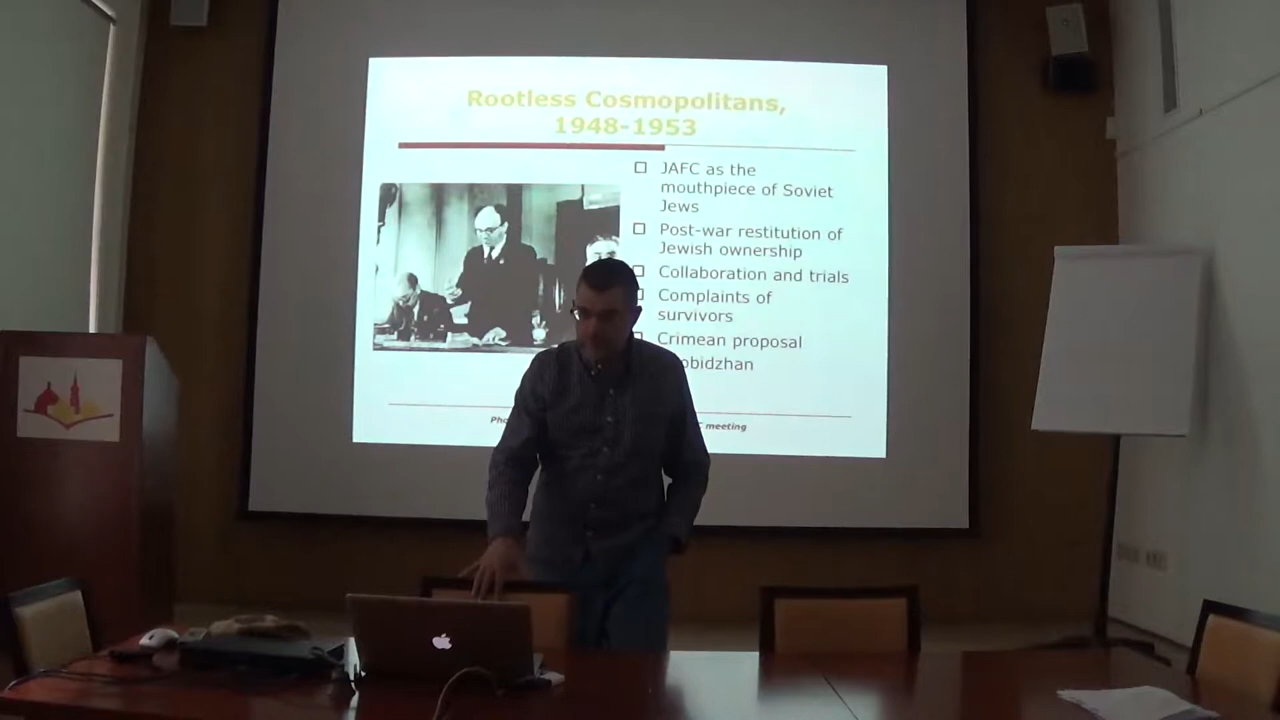 Rootless Cosmopolitans,
1948-1953
JAFC as the
mouthpiece of Soviet
Jews
Post-war restitution of
Jewish ownership
Collaboration and trials
Complaints of
survivors
Crimean proposal
obidzhan
meeting